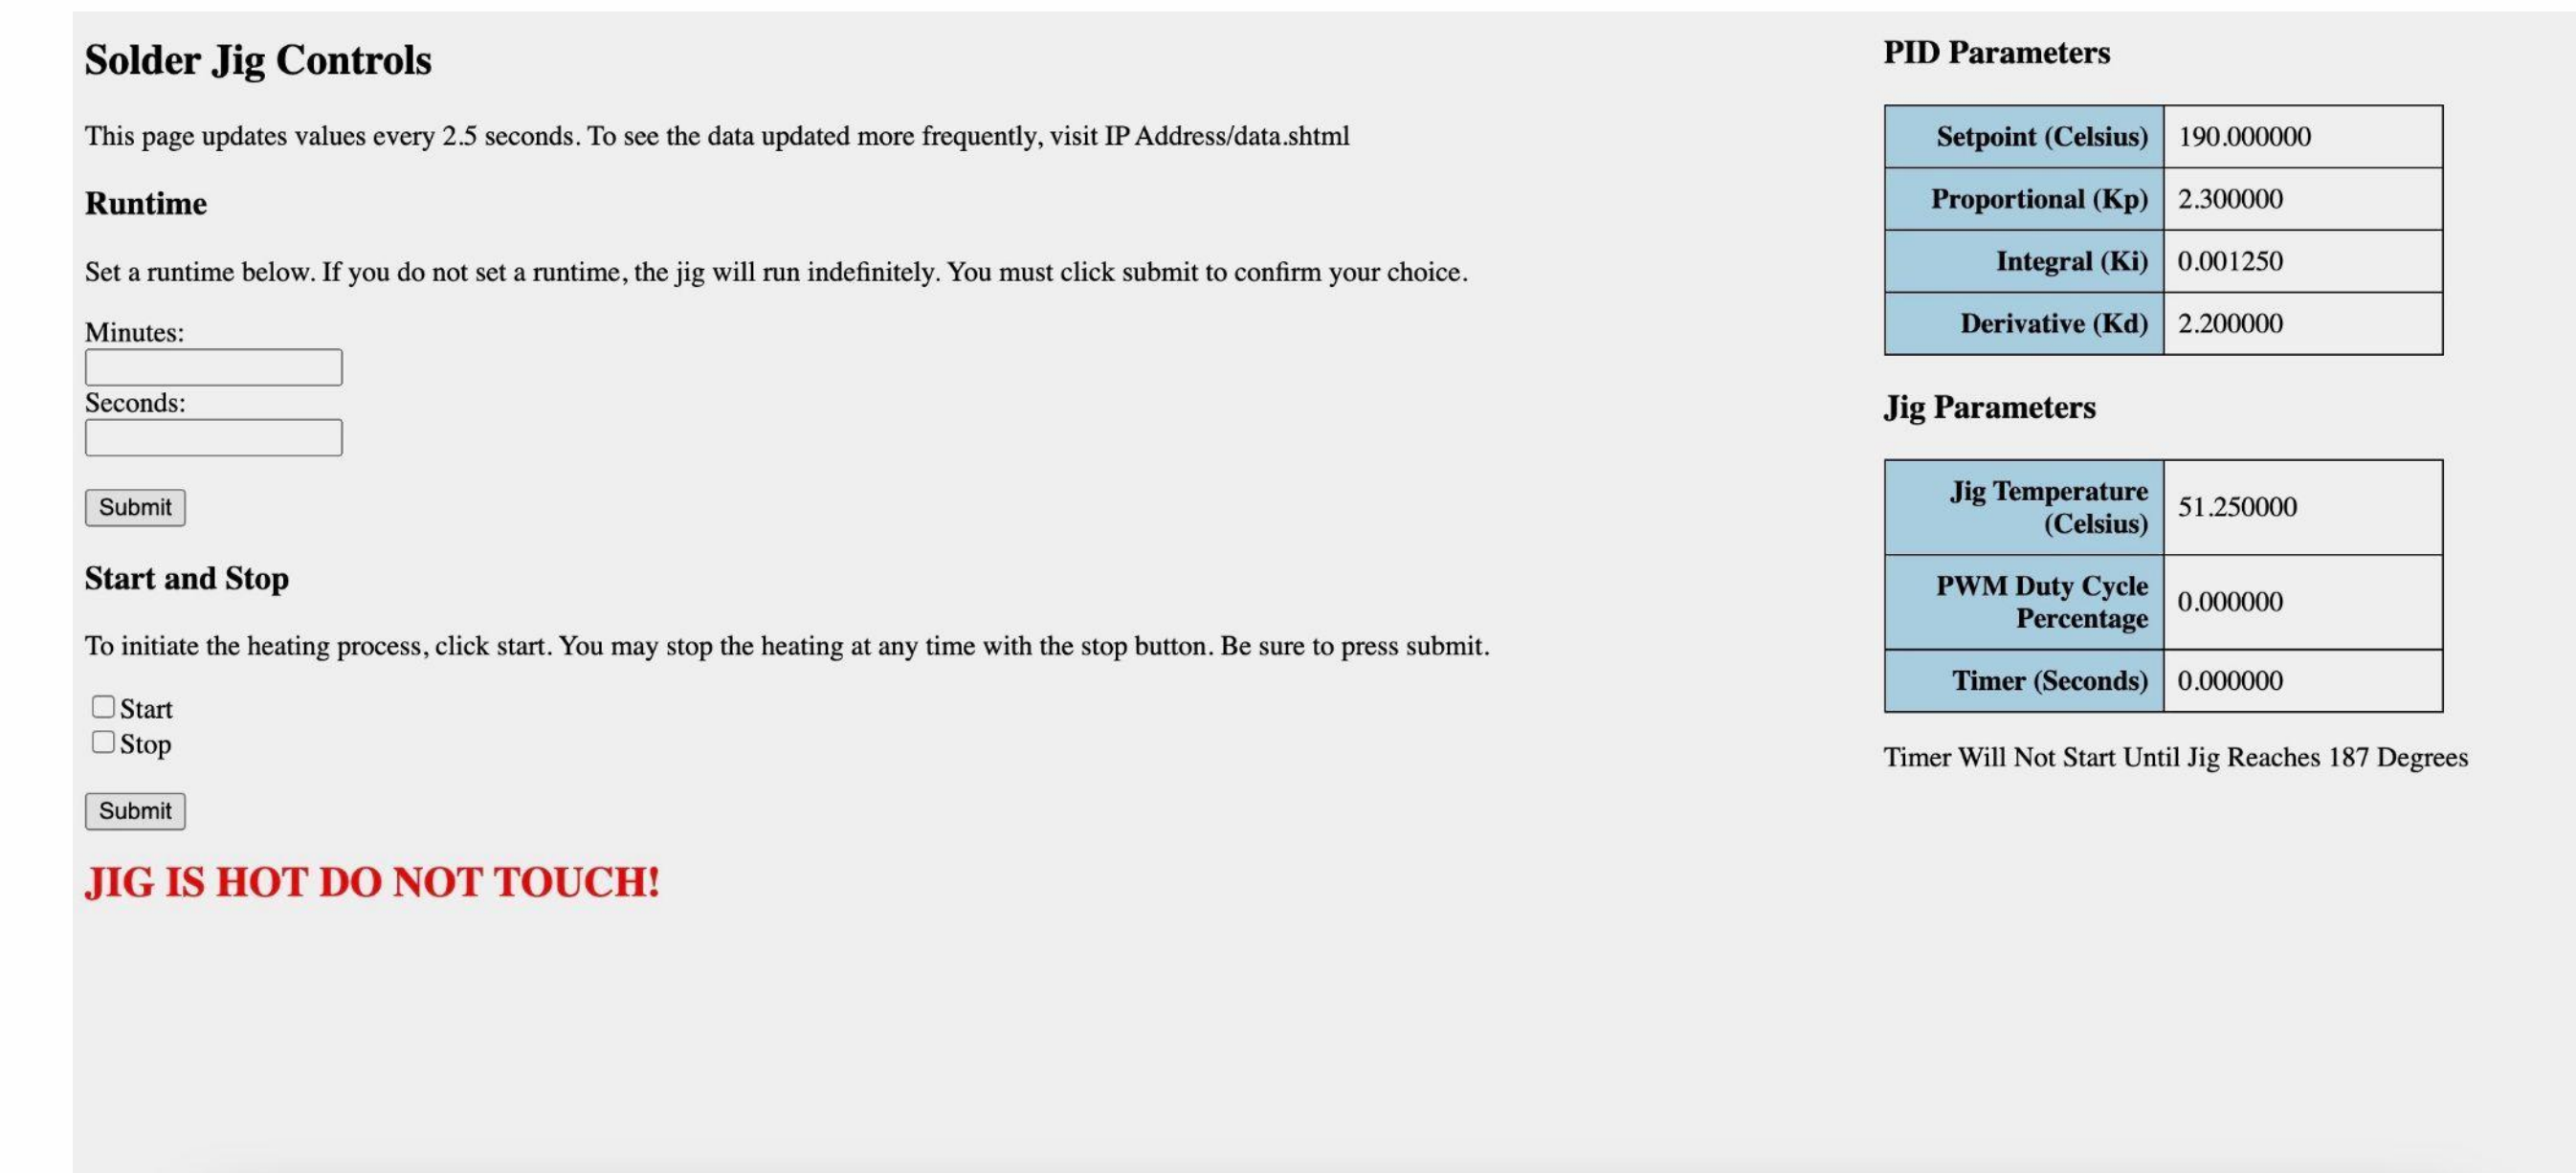 Solder Jig Controls
This page updates values every 2.5 seconds. To see the data updated more frequently, visit IP Address/data.shtml
Runtime
Set a runtime below. If you do not set a runtime, the jig will run indefinitely. You must click submit to confirm your choice.
Minutes:
Seconds:
Submit
Start and Stop
To initiate the heating process, click start. You may stop the heating at any time with the stop button. Be sure to press submit.
Start
Stop
Submit
JIG IS HOT DO NOT TOUCH!
PID Parameters
Setpoint (Celsius) 190.000000
Proportional (Kp) 2.300000
Integral (Ki) 0.001250
Derivative (Kd) 2.200000
Jig Parameters
Jig Temperature
(Celsius) 51.250000
PWM Duty Cycle
Percentage 0.000000
Timer (Seconds) 0.000000
Timer Will Not Start Until Jig Reaches 187 Degrees